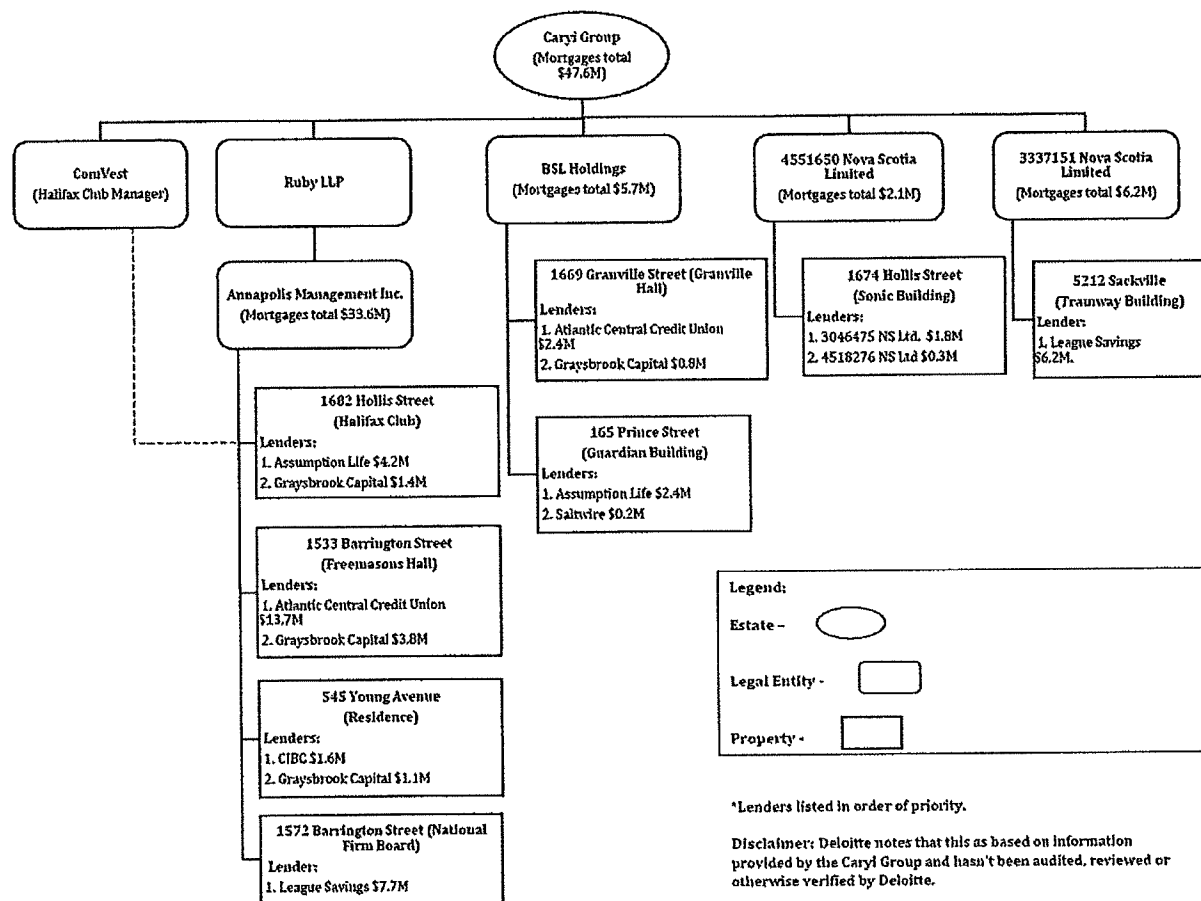 Caryl Group
(Mortgages total
$47.6M)
ComVest
(Halifax Club Manager)
Ruby LLP
BSL Holdings
(Mortgages total $5.7M)
4551650 Nova Scotia
Limited
(Mortgages total $2.1M)
3337151 Nova Scotia
Limited
(Mortgages total $6.2M)
Annapolis Management Inc.
(Mortgages total $33.6M)
1669 Granville Street (Granville
Hall)
Lenders:
1. Atlantic Central Credit Union
$2.4M
2. Graysbrook Capital $0.8M
1674 Hollis Street
(Sonic Building)
Lenders:
1. 3046475 NS Ltd. $1.8M
2. 4518276 NS Ltd $0.3M
5212 Sackville
(Tramway Building)
Lender:
1. League Savings
$6.2M.
1682 Hollis Street
(Halifax Club)
Lenders:
1. Assumption Life $4.2M
2. Graysbrook Capital $1.4M
165 Prince Street
(Guardian Building)
Lenders:
1. Assumption Life $2.4M
2. Saltwire $0.2M
1533 Barrington Street
(Freemasons Hall)
Lenders:
1. Atlantic Central Credit Union
$13.7M
2. Graysbrook Capital $3.8M
545 Young Avenue
(Residence)
Lenders:
1. CIBC $1.6M
2. Graysbrook Capital $1.1M
1572 Barrington Street (National
Firm Board)
Lender:
1. League Savings $7.7M
Legend:
Estate –
Legal Entity -
Property -
*Lenders listed in order of priority.
Disclaimer: Deloitte notes that this as based on information
provided by the Caryl Group and hasn't been audited, reviewed or
otherwise verified by Deloitte.